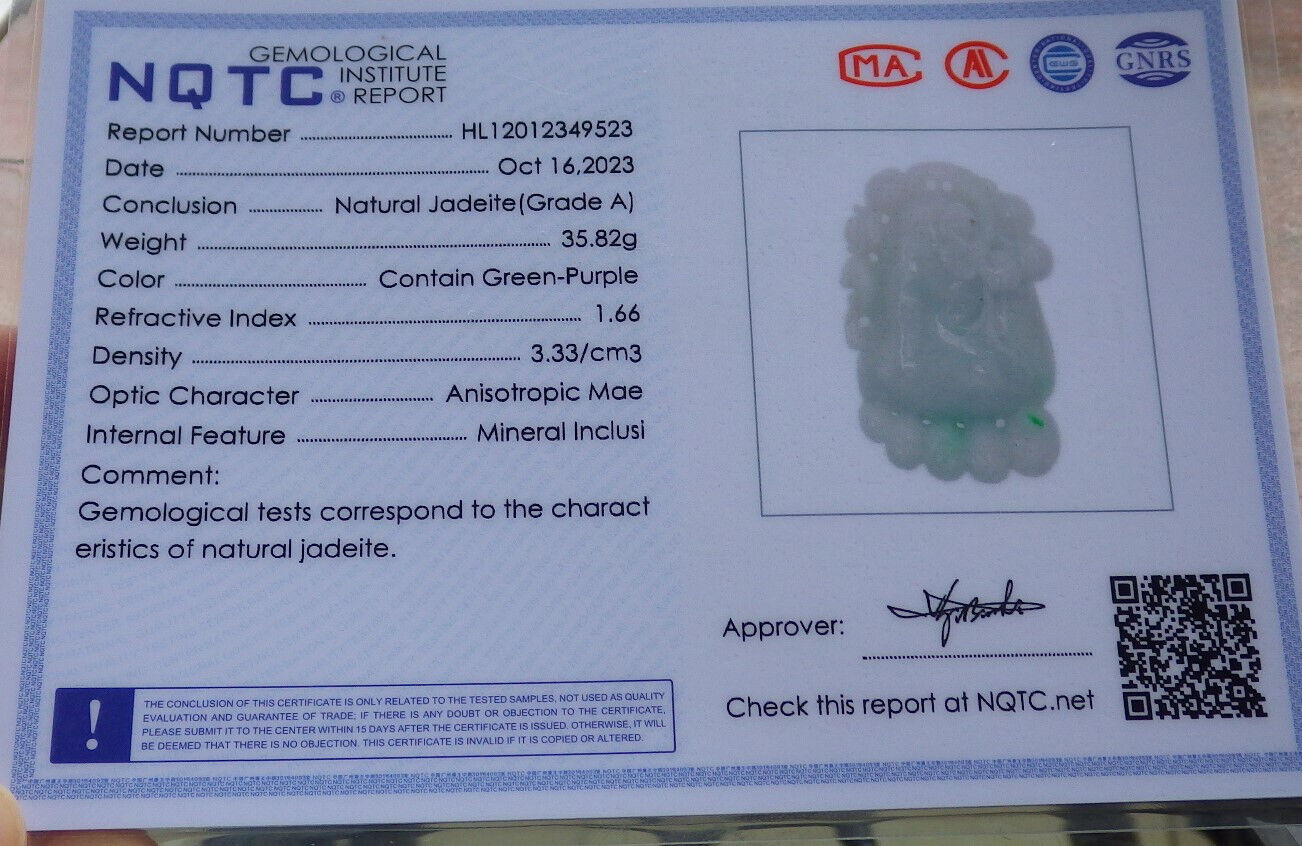 NQTC® GEMOLOGICAL INSTITUTE REPORT
MA
GNRS
Report Number ........ HL12012349523
Date ........ Oct 16,2023
Conclusion ........ Natural Jadeite(Grade A)
Weight ........ 35.82g
Color ........ Contain Green-Purple
Refractive Index ........ 1.66
Density ........ 3.33/cm3
Optic Character ........ Anisotropic Mae
Internal Feature ........ Mineral Inclusi
Comment:
Gemological tests correspond to the charact
eristics of natural jadeite.
Approver:
Check this report at NQTC.net
!
THE CONCLUSION OF THIS CERTIFICATE IS ONLY RELATED TO THE TESTED SAMPLES, NOT USED AS QUALITY
EVALUATION AND GUARANTEE OF TRADE; IF THERE IS ANY DOUBT OR OBJECTION TO THE CERTIFICATE,
PLEASE SUBMIT IT TO THE CENTER WITHIN 15 DAYS AFTER THE CERTIFICATE IS ISSUED. OTHERWISE, IT WILL
BE DEEMED THAT THERE IS NO OBJECTION. THIS CERTIFICATE IS INVALID IF IT IS COPIED OR ALTERED.